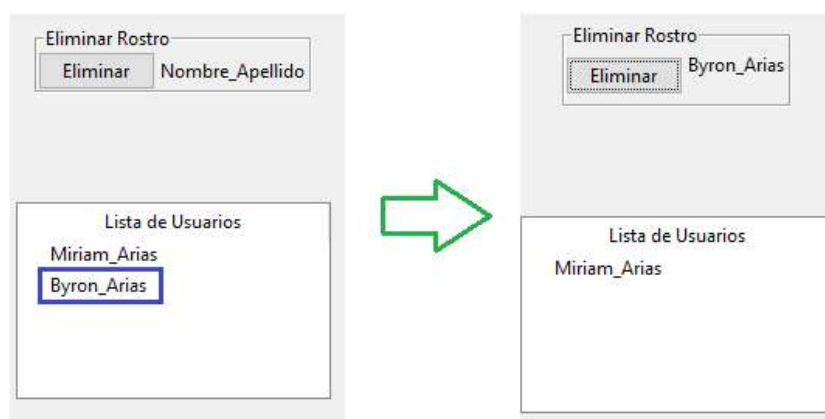 Eliminar Rostro
Eliminar Nombre_Apellido
Lista de Usuarios
Miriam_Arias
Byron_Arias
Eliminar Rostro
Eliminar Byron_Arias
Lista de Usuarios
Miriam_Arias